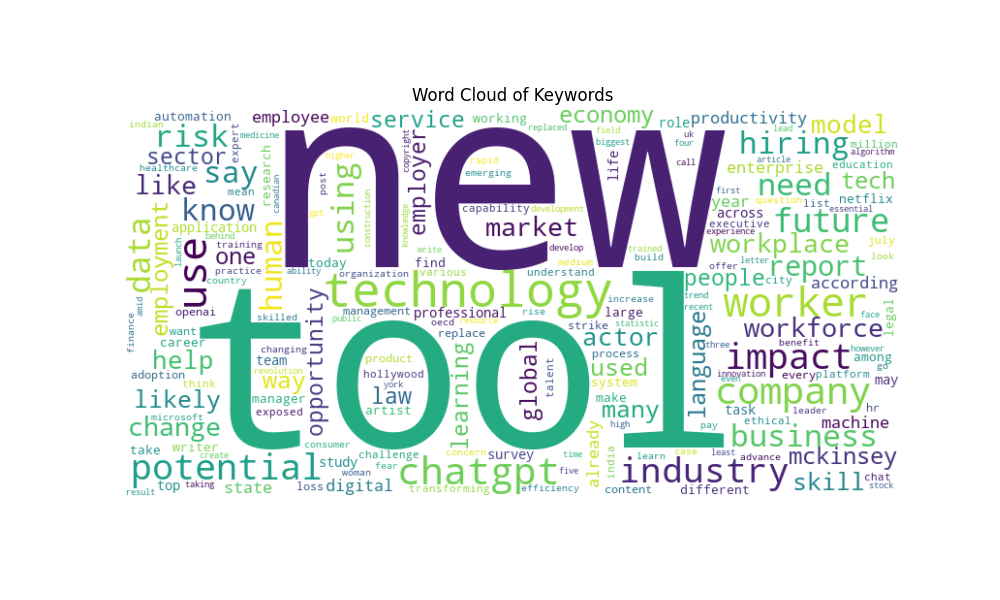 Word Cloud of Keywords
automation
employee
world
service
working
economy
role
productivity
model
indian
risk
expert
new
copyright
employer
replaced
field
biggest
uk
four
lead
million
algorithm
medicine
sector
say
research
higher
rapid
emerging
life
call
hiring
article
education
healthcare
like
mean
canadian
using
post
construction
knowledge
capability
development
market
enterprise
need
tech
first
year
list
essential
netflix
know
application
data
employment
launch
use
one
training
human
gpt
write
develop
trained
build
across
executive
experience
question
future
workplace
july
look
practice
country
today
ability
organization
find
various
understand
offer
letter
people
city
report
according
amid
openai
skilled
technology
management
professional
increase
trend
recent
worker
face
legal
finance
want
career
tool
opportunity
public
oecd
resource
rise
replace
strike
large
statistic
actor
language
three
workforce
benefit
impact
among
however
go
help
changing
team
revolution
way
product
hollywood
york
law
artist
learning
global
talent
process
used
system
medium
make
many
innovation
every
platform
even
may
adoption
think
likely
manager
exposed
microsoft
change
company
task
ethical
leader
hr
machine
pay
high
take
writer
create
consumer
challenge
concern
survey
time
already
learn
india
case
least
advance
business
mckinsey
potential
study
fear
woman
chatgpt
five
industry
skill
chat
stock
result
top
taking
state
loss
digital
transforming
efficiency
content
different
behind